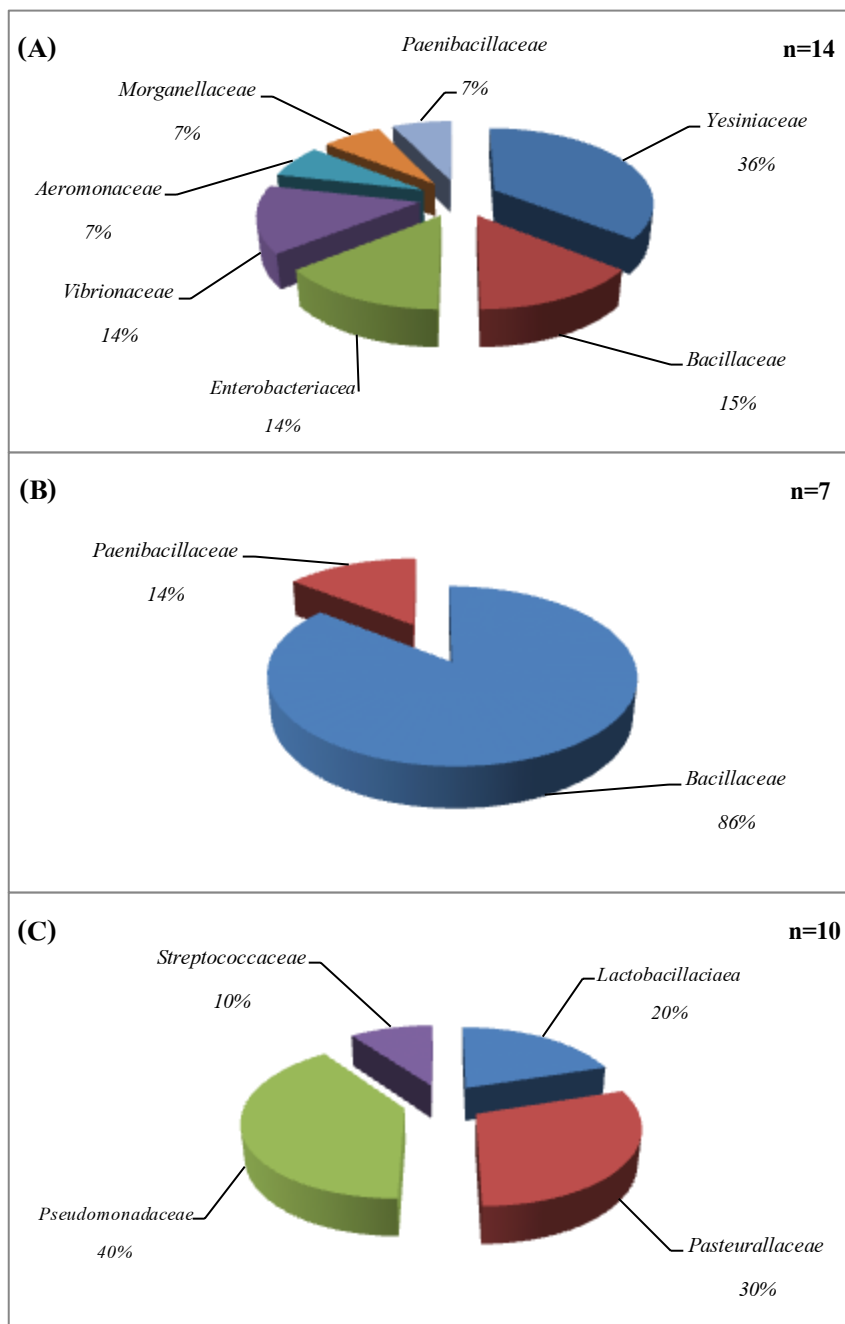 (A)
n=14
Paenibacillaceae
7%
Morganellaceae
7%
Yesiniaceae
36%
Aeromonaceae
7%
Vibrionaceae
14%
Bacillaceae
15%
Enterobacteriacea
14%
(B)
n=7
Paenibacillaceae
14%
Bacillaceae
86%
(C)
n=10
Streptococcaceae
10%
Lactobacillaciaea
20%
Pseudomonadaceae
40%
Pasteurallaceae
30%